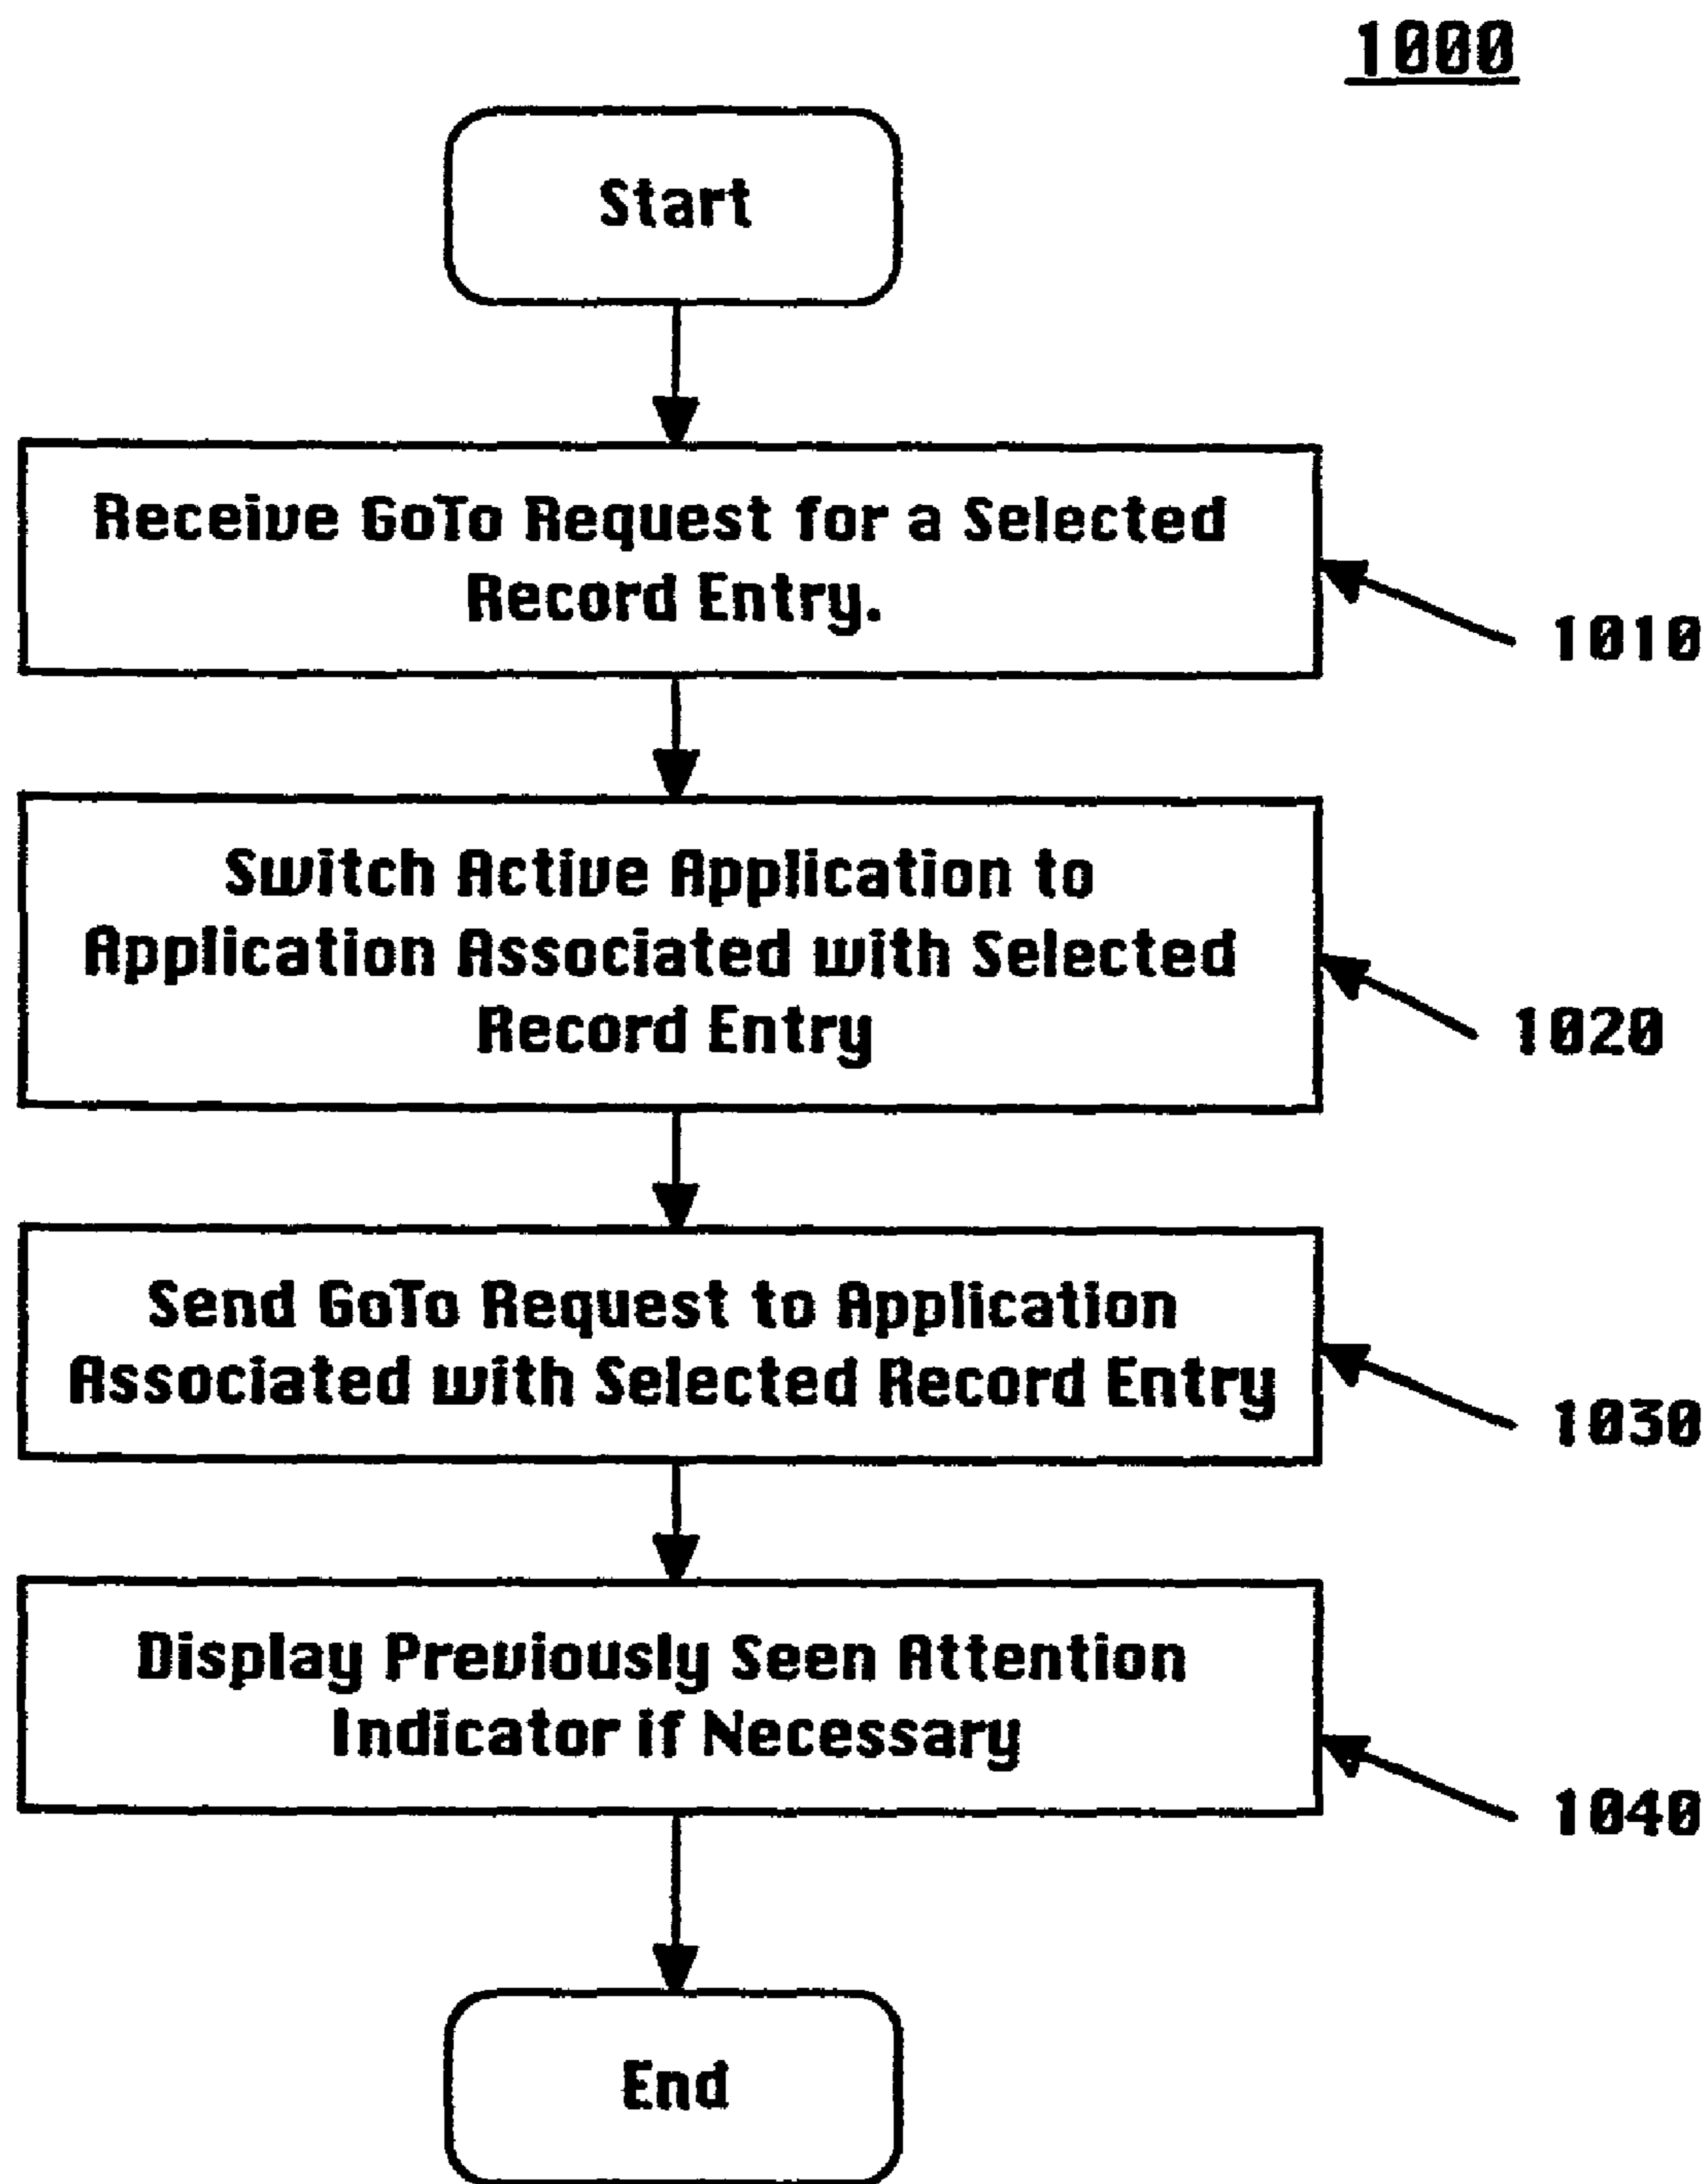 1000
Start
Receive GoTo Request for a Selected
Record Entry.
1010
Switch Active Application to
Application Associated with Selected
Record Entry
1020
Send GoTo Request to Application
Associated with Selected Record Entry
1030
Display Previously Seen Attention
Indicator if Necessary
1040
End